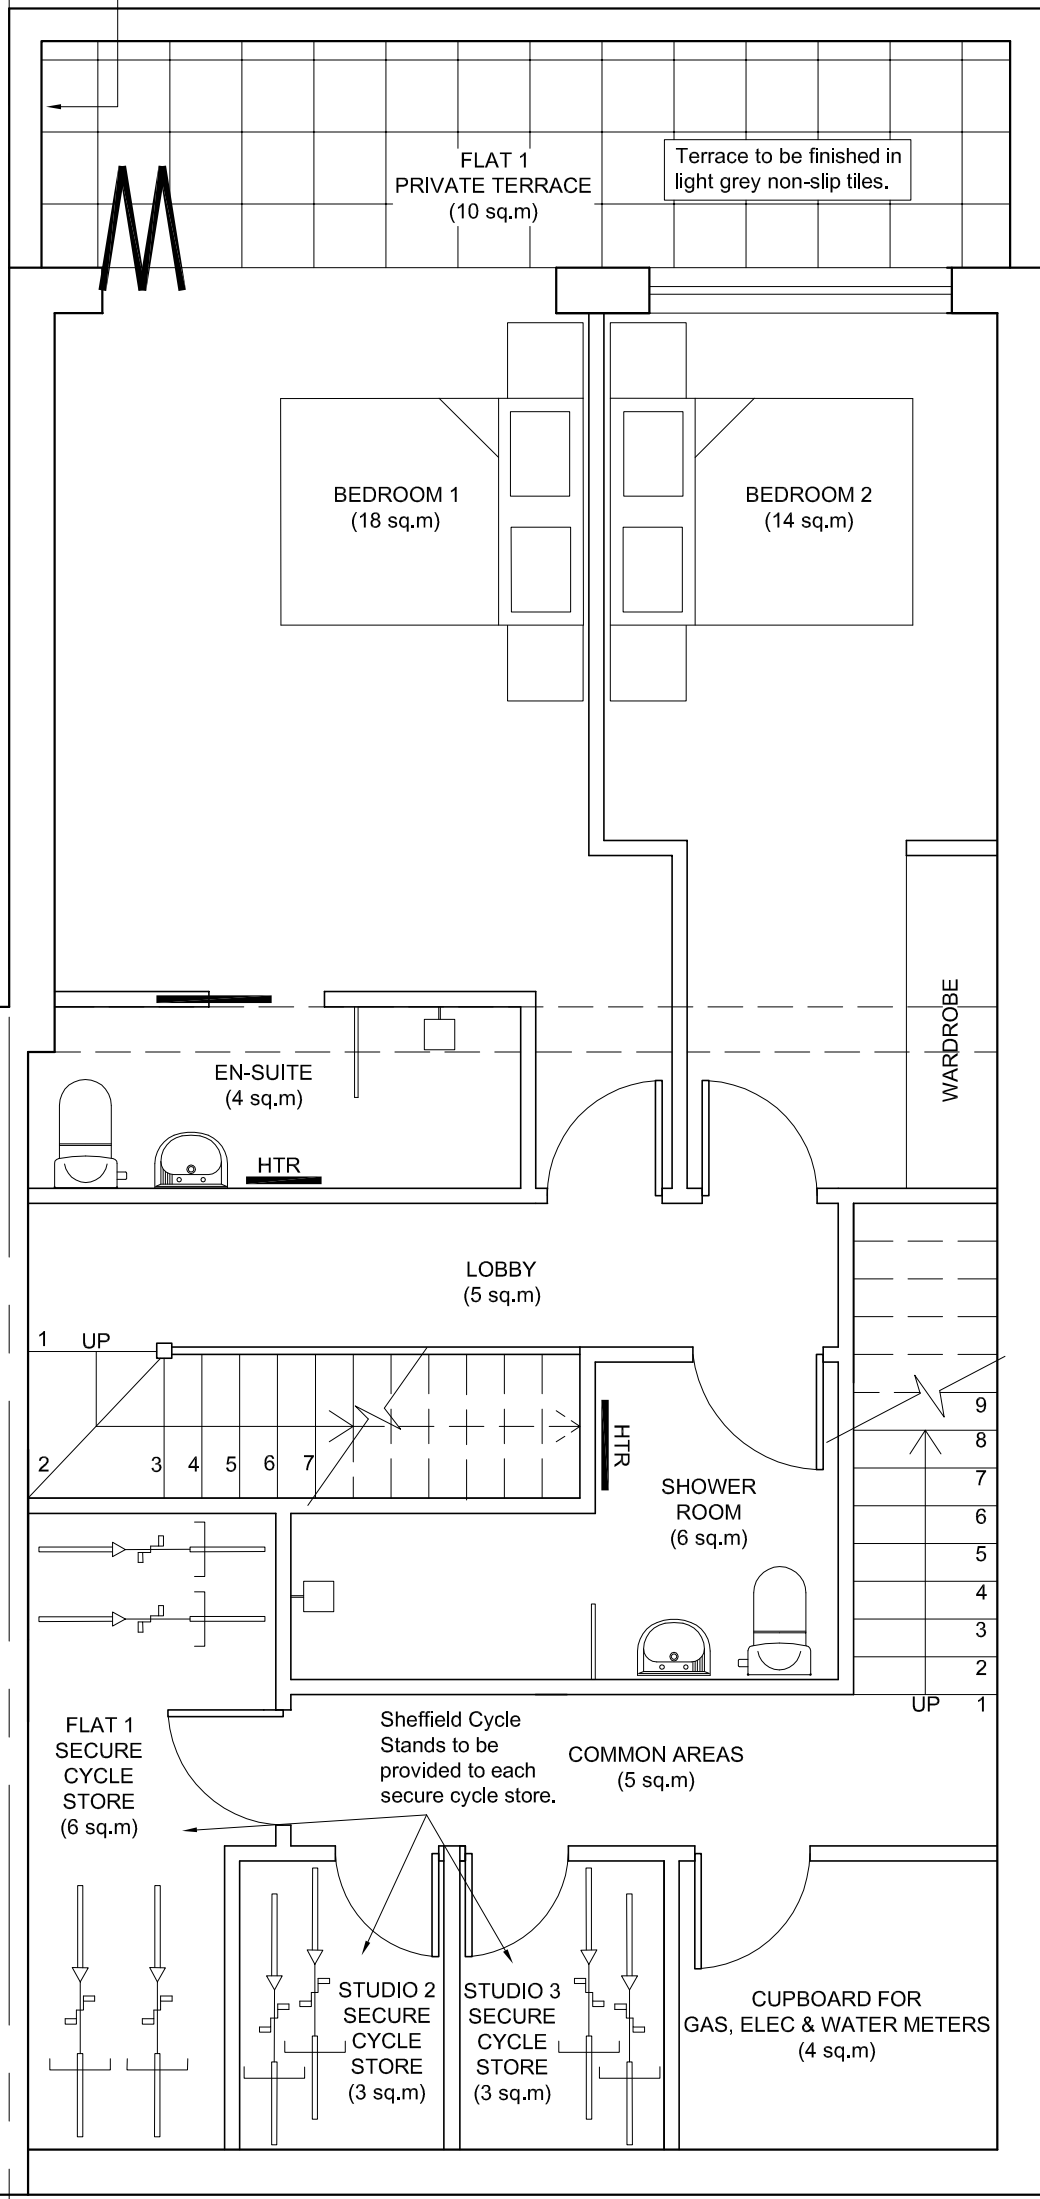 FLAT 1
PRIVATE TERRACE
(10 sq.m)
Terrace to be finished in
light grey non-slip tiles.
BEDROOM 1
(18 sq.m)
BEDROOM 2
(14 sq.m)
WARDROBE
EN-SUITE
(4 sq.m)
HTR
LOBBY
(5 sq.m)
1
UP
2
3
4
5
6
7
HTR
SHOWER
ROOM
(6 sq.m)
9
8
7
6
5
4
3
2
UP 1
FLAT 1
SECURE
CYCLE
STORE
(6 sq.m)
Sheffield Cycle
Stands to be
provided to each
secure cycle store.
COMMON AREAS
(5 sq.m)
STUDIO 2
SECURE
CYCLE
STORE
(3 sq.m)
STUDIO 3
SECURE
CYCLE
STORE
(3 sq.m)
CUPBOARD FOR
GAS, ELEC & WATER METERS
(4 sq.m)